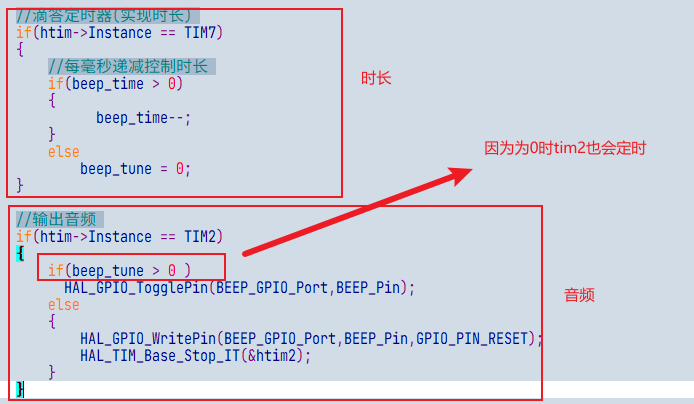 //滴答定时器(实现时长)
if(htim->Instance == TIM7)
{
//每毫秒递减控制时长
if(beep_time > 0)
{
beep_time--;
}
else
beep_tune = 0;
}
时长
因为为0时tim2也会定时
//输出音频
if(htim->Instance == TIM2)
{
if(beep_tune > 0 )
HAL_GPIO_TogglePin(BEEP_GPIO_Port,BEEP_Pin);
else
{
HAL_GPIO_WritePin(BEEP_GPIO_Port,BEEP_Pin,GPIO_PIN_RESET);
HAL_TIM_Base_Stop_IT(&htim2);
}
}
音频